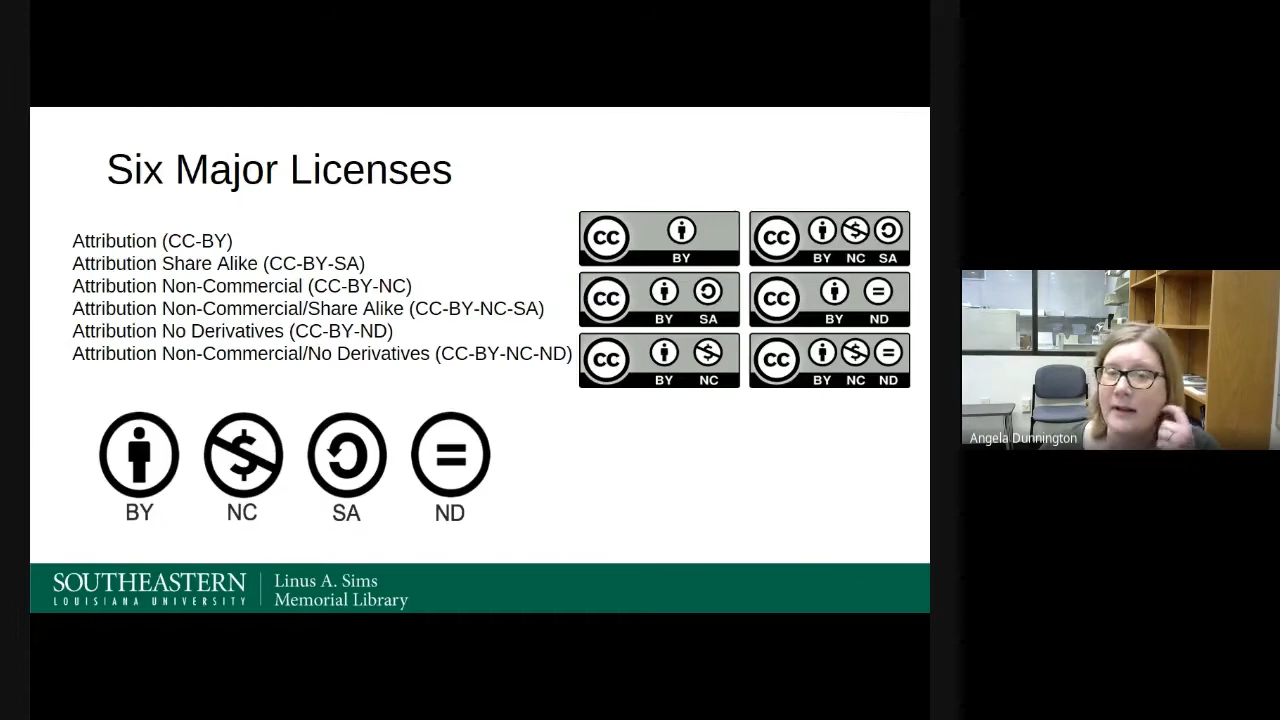 Six Major Licenses
Attribution (CC-BY)
Attribution Share Alike (CC-BY-SA)
Attribution Non-Commercial (CC-BY-NC)
Attribution Non-Commercial/Share Alike (CC-BY-NC-SA)
Attribution No Derivatives (CC-BY-ND)
Attribution Non-Commercial/No Derivatives (CC-BY-NC-ND)
cc BY
cc $ BY NC SA
cc BY SA
cc = BY ND
cc $ BY NC
cc $ = BY NC ND
$ =
BY NC SA ND
SOUTHEASTERN
LOUISIANA UNIVERSITY
Linus A. Sims
Memorial Library
Angela Dunnington